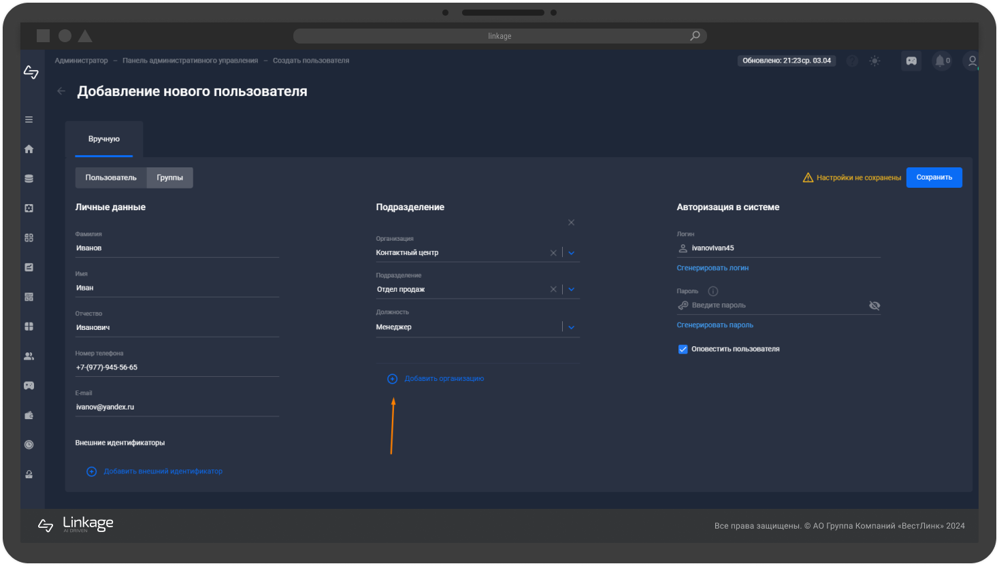 linkage
Администратор – Панель административного управления – Создать пользователя
Обновлено: 21:23 ср. 03.04
0
Добавление нового пользователя
Вручную
Пользователь
Группы
Настройки не сохранены
Сохранить
Личные данные
Фамилия
Иванов
Имя
Иван
Отчество
Иванович
Номер телефона
+7-(977)-945-56-65
E-mail
ivanov@yandex.ru
Внешние идентификаторы
Добавить внешний идентификатор
Подразделение
Организация
Контактный центр
Подразделение
Отдел продаж
Должность
Менеджер
Добавить организацию
Авторизация в системе
Логин
ivanovIvan45
Сгенерировать логин
Пароль
Введите пароль
Сгенерировать пароль
Оповестить пользователя
Linkage
AI DRIVEN
Все права защищены. © АО Группа Компаний «ВестЛинк» 2024